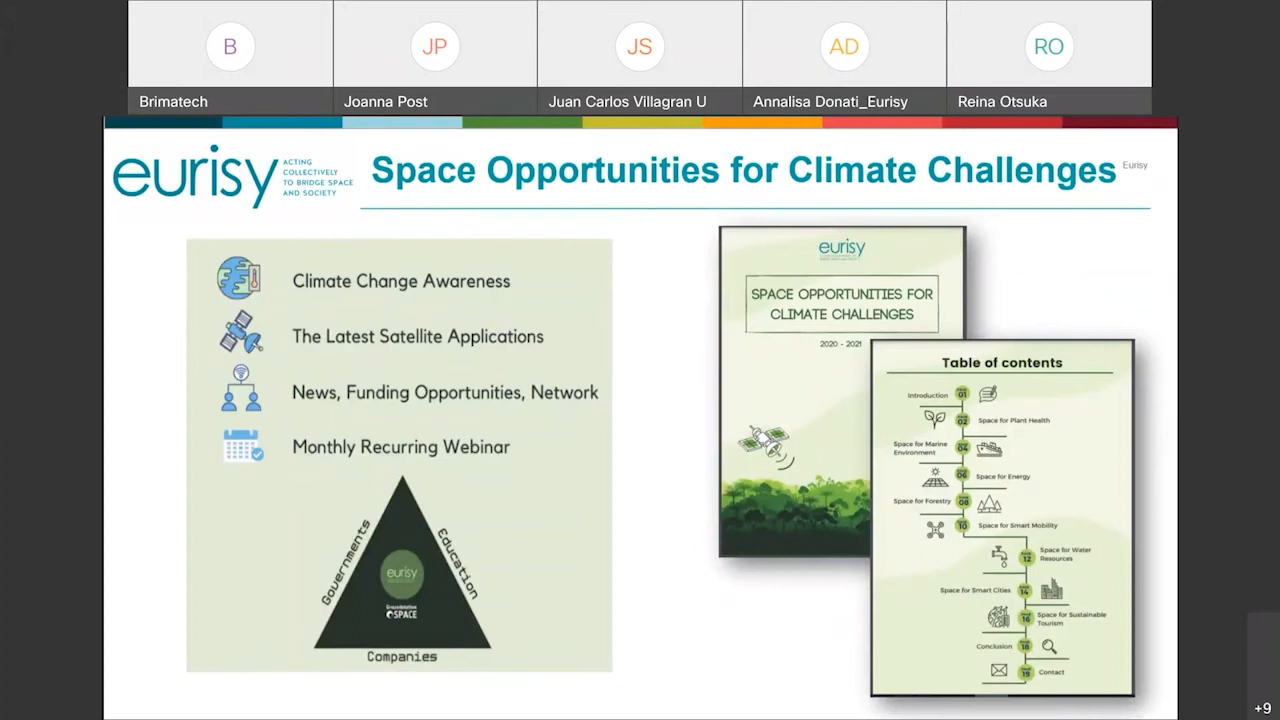 B
JP
JS
AD
RO
Brimatech
Joanna Post
Juan Carlos Villagran U
Annalisa Donati_Eurisy
Reina Otsuka
eurisy
ACTING
COLLECTIVELY
TO BRIDGE SPACE
AND SOCIETY
Space Opportunities for Climate Challenges
Eurisy
Climate Change Awareness
The Latest Satellite Applications
News, Funding Opportunities, Network
Monthly Recurring Webinar
Governments
Education
eurisy
Groundstation
SPACE
Companies
eurisy
SPACE OPPORTUNITIES FOR
CLIMATE CHALLENGES
2020 - 2021
Table of contents
Introduction
01
02
Space for Plant Health
Space for Marine
Environment
04
06
Space for Energy
Space for Forestry
08
10
Space for Smart Mobility
12
Space for Water
Resources
Space for Smart Cities
14
16
Space for Sustainable
Tourism
Conclusion
18
19
Contact
+9